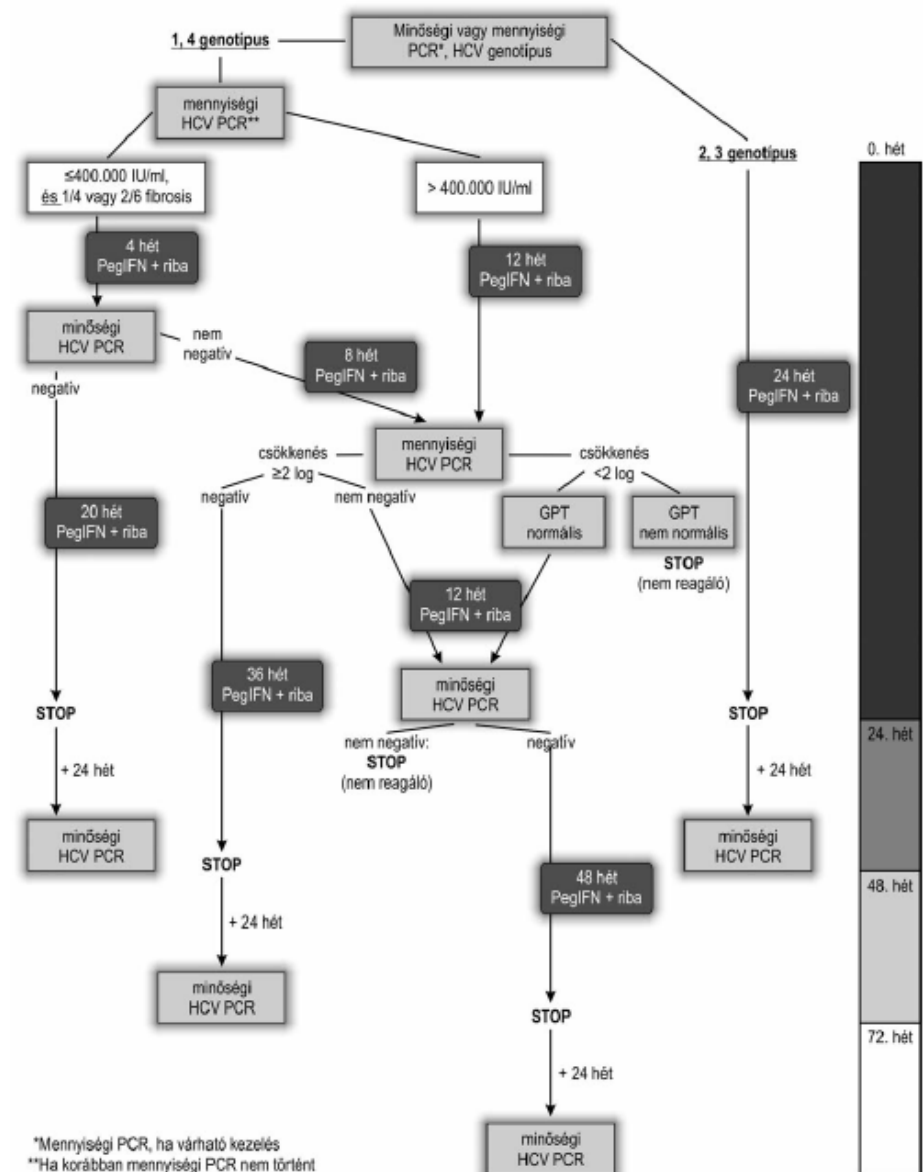 Minőségi vagy mennyiségi
PCR*, HCV genotípus
1, 4 genotípus
mennyiségi
HCV PCR**
2, 3 genotípus
0. hét
≤400.000 IU/ml,
és 1/4 vagy 2/6 fibrosis
> 400.000 IU/ml
4 hét
PegIFN + riba
12 hét
PegIFN + riba
minőségi
HCV PCR
nem
negatív
8 hét
PegIFN + riba
24 hét
PegIFN + riba
negatív
mennyiségi
HCV PCR
csökkenés
≥2 log
csökkenés
<2 log
negatív
nem negatív
GPT
normális
GPT
nem normális
STOP
(nem reagáló)
20 hét
PegIFN + riba
12 hét
PegIFN + riba
36 hét
PegIFN + riba
minőségi
HCV PCR
STOP
STOP
nem negatív:
STOP
(nem reagáló)
negatív
24. hét
+ 24 hét
+ 24 hét
minőségi
HCV PCR
minőségi
HCV PCR
STOP
48 hét
PegIFN + riba
48. hét
+ 24 hét
minőségi
HCV PCR
STOP
72. hét
+ 24 hét
minőségi
HCV PCR
*Mennyiségi PCR, ha várható kezelés
**Ha korábban mennyiségi PCR nem történt